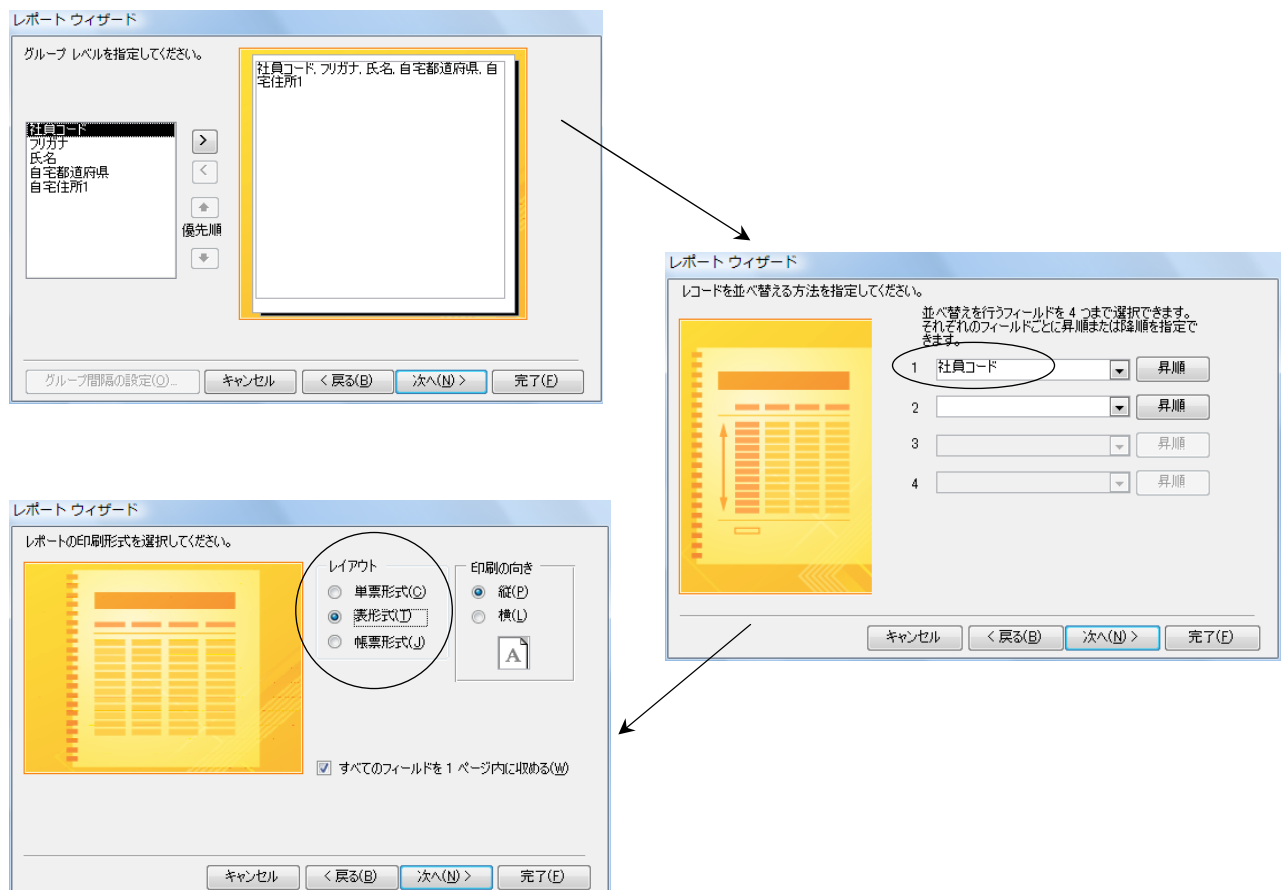 レポート ウィザード
グループ レベルを指定してください。
社員コード, フリガナ, 氏名, 自宅都道府県, 自
宅住所1
社員コード
フリガナ
氏名
自宅都道府県
自宅住所1
>
<
優先順
グループ間隔の設定(O)...
キャンセル
< 戻る(B)
次へ(N) >
完了(F)
レポート ウィザード
レコードを並べ替える方法を指定してください。
並べ替えを行うフィールドを 4 つまで選択できます。
それぞれのフィールドごとに昇順または降順を指定で
きます。
1 社員コード 昇順
2 昇順
3 昇順
4 昇順
キャンセル
< 戻る(B)
次へ(N) >
完了(F)
レポート ウィザード
レポートの印刷形式を選択してください。
レイアウト
単票形式(C)
表形式(T)
帳票形式(J)
印刷の向き
縦(P)
横(L)
A
すべてのフィールドを 1 ページ内に収める(W)
キャンセル
< 戻る(B)
次へ(N) >
完了(F)